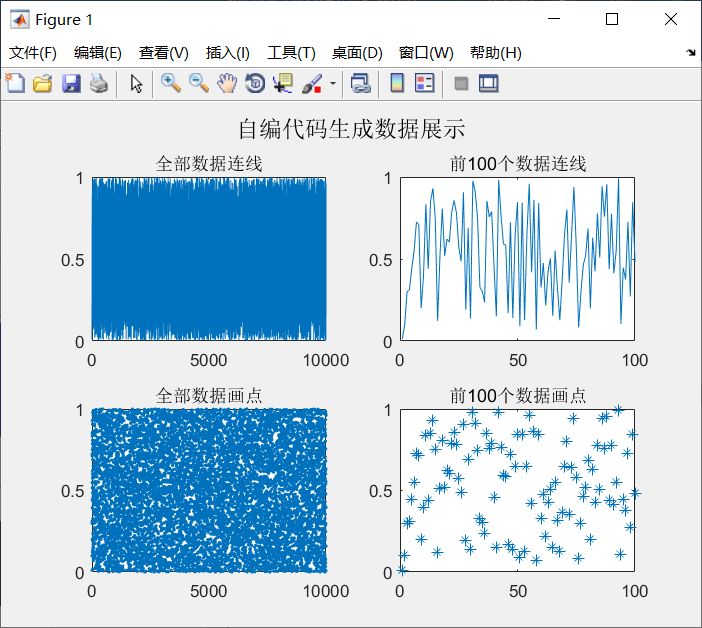 Figure 1
文件(F) 编辑(E) 查看(V) 插入(I) 工具(T) 桌面(D) 窗口(W) 帮助(H)
自编代码生成数据展示
全部数据连线
1
0.5
0
0 5000 10000
前100个数据连线
1
0.5
0
0 50 100
全部数据画点
1
0.5
0
0 5000 10000
前100个数据画点
1
0.5
0
0 50 100